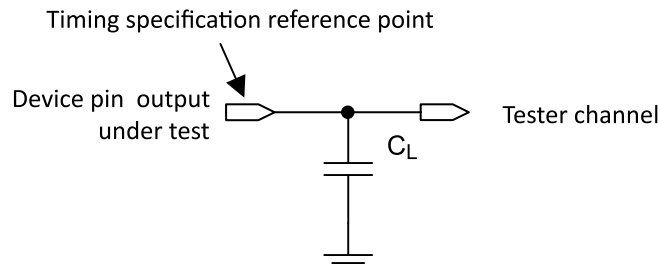 Timing specification reference point
Device pin output
under test
Tester channel
CL